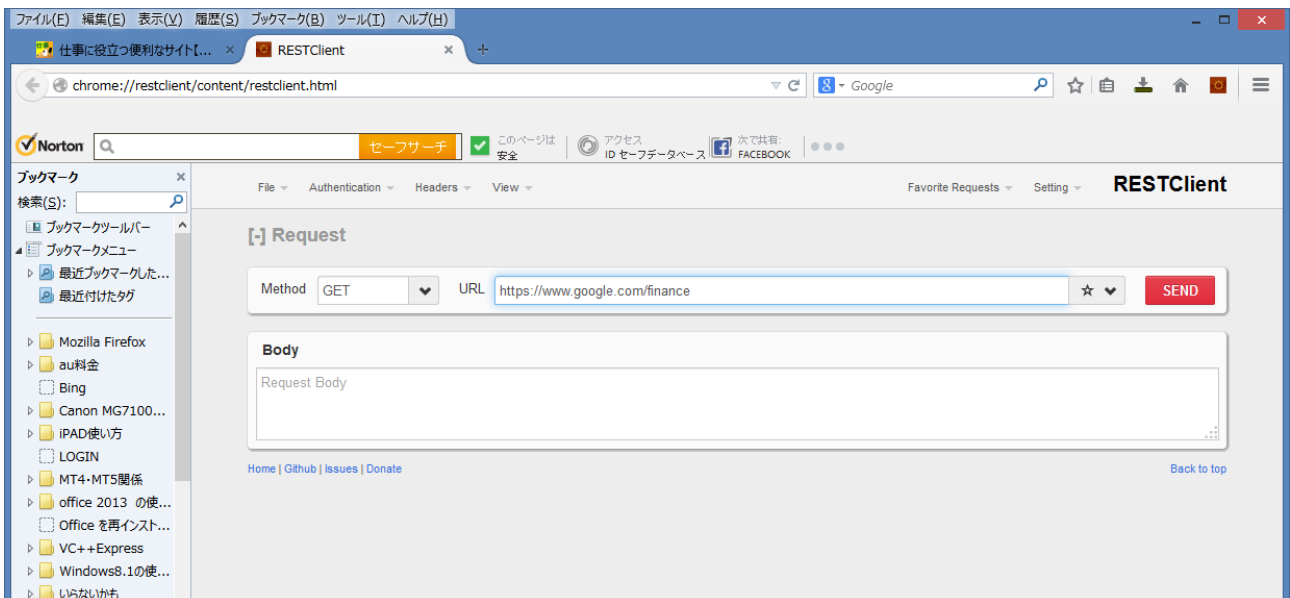 ファイル(F) 編集(E) 表示(V) 履歴(S) ブックマーク(B) ツール(T) ヘルプ(H)
仕事に役立つ便利なサイト【... × RESTClient × +
chrome://restclient/content/restclient.html 8 Google
Norton セーフサーチ このページは 安全 アクセス ID セーフデータベース 次で共有: FACEBOOK
ブックマーク ×
検索(S):
ブックマークツールバー
ブックマークメニュー
最近ブックマークした...
最近付けたタグ
Mozilla Firefox
au料金
Bing
Canon MG7100...
iPAD使い方
LOGIN
MT4・MT5関係
office 2013 の使...
Office を再インスト...
VC++Express
Windows8.1の使...
いらないかも
File Authentication Headers View Favorite Requests Setting RESTClient
[-] Request
Method GET URL https://www.google.com/finance SEND
Body
Request Body
Home | Github | Issues | Donate Back to top